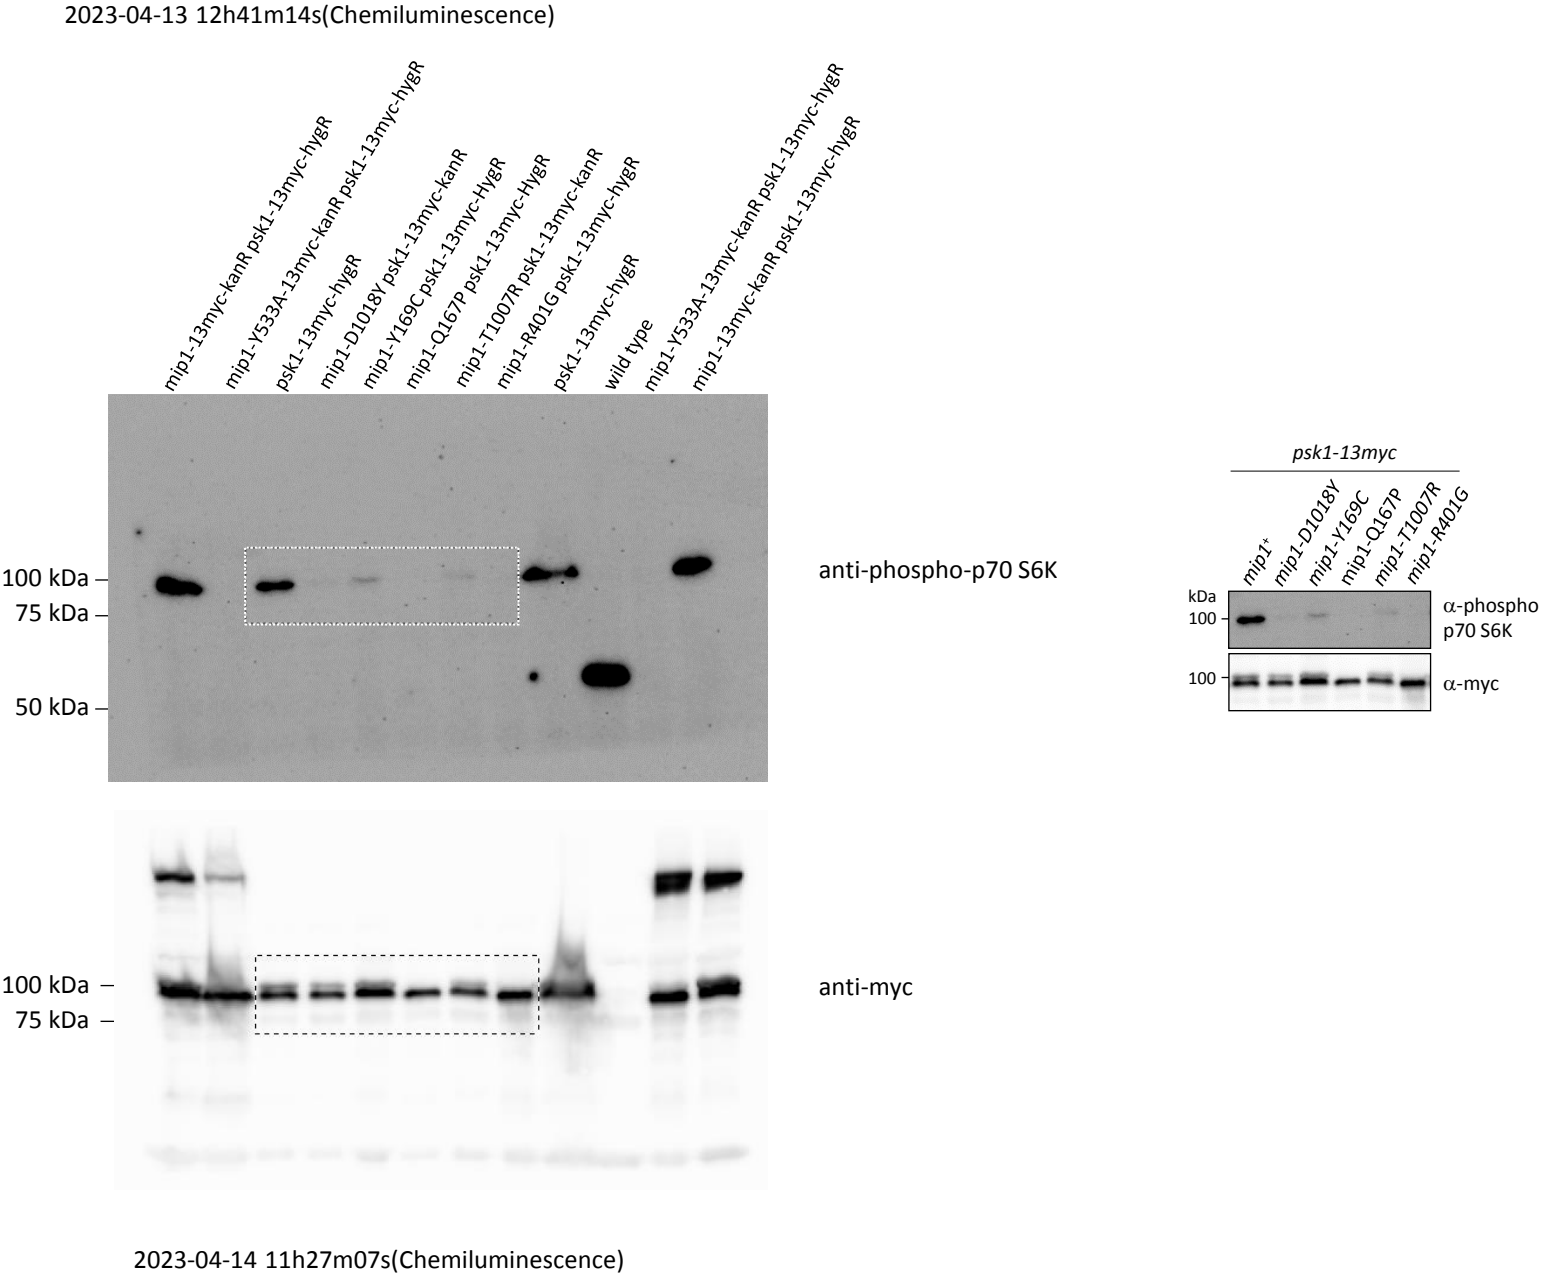 2023-04-13 12h41m14s(Chemiluminescence)
mip1-13myc-kanR psk1-13myc-hygR
mip1-Y533A-13myc-kanR psk1-13myc-hygR
psk1-13myc-hygR
mip1-D1018Y psk1-13myc-kanR
mip1-Y169C psk1-13myc-HygR
mip1-Q167P psk1-13myc-HygR
mip1-T1007R psk1-13myc-kanR
mip1-R401G psk1-13myc-hygR
psk1-13myc-hygR
wild type
mip1-Y533A-13myc-kanR psk1-13myc-hygR
mip1-13myc-kanR psk1-13myc-hygR
100 kDa
75 kDa
50 kDa
anti-phospho-p70 S6K
psk1-13myc
mip1+
mip1-D1018Y
mip1-Y169C
mip1-Q167P
mip1-T1007R
mip1-R401G
kDa
100
α-phospho
p70 S6K
100
α-myc
100 kDa
75 kDa
anti-myc
2023-04-14 11h27m07s(Chemiluminescence)